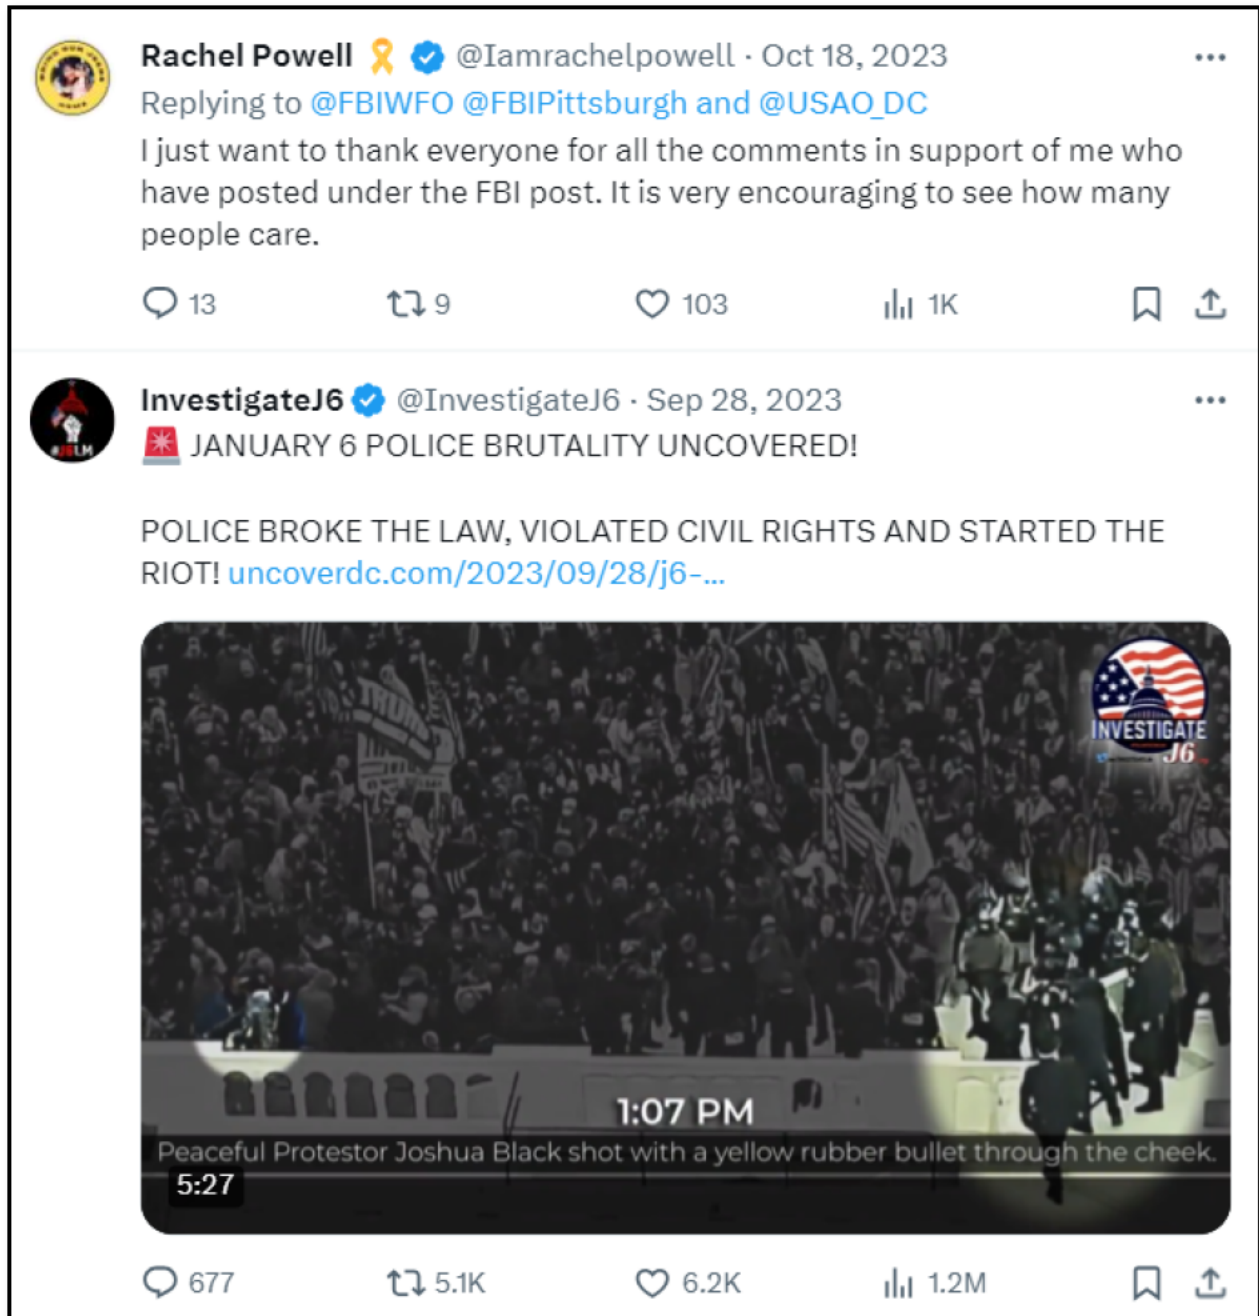 Rachel Powell @Iamrachelpowell · Oct 18, 2023
Replying to @FBIWFO @FBIPittsburgh and @USAO_DC
I just want to thank everyone for all the comments in support of me who
have posted under the FBI post. It is very encouraging to see how many
people care.
13 9 103 1K
InvestigateJ6 @InvestigateJ6 · Sep 28, 2023
🚨 JANUARY 6 POLICE BRUTALITY UNCOVERED!
POLICE BROKE THE LAW, VIOLATED CIVIL RIGHTS AND STARTED THE
RIOT! uncoverdc.com/2023/09/28/j6-...
TRUMP
INVESTIGATE
J6
1:07 PM
Peaceful Protestor Joshua Black shot with a yellow rubber bullet through the cheek.
5:27
677 5.1K 6.2K 1.2M